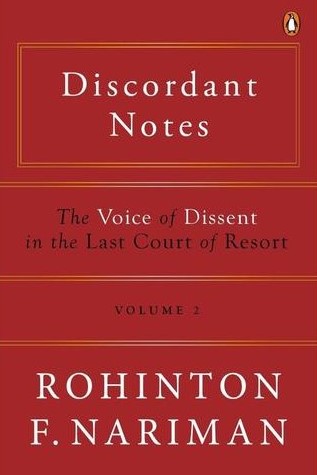 Discordant
Notes
The Voice of Dissent
in the Last Court of Resort
VOLUME 2
ROHINTON
F. NARIMAN